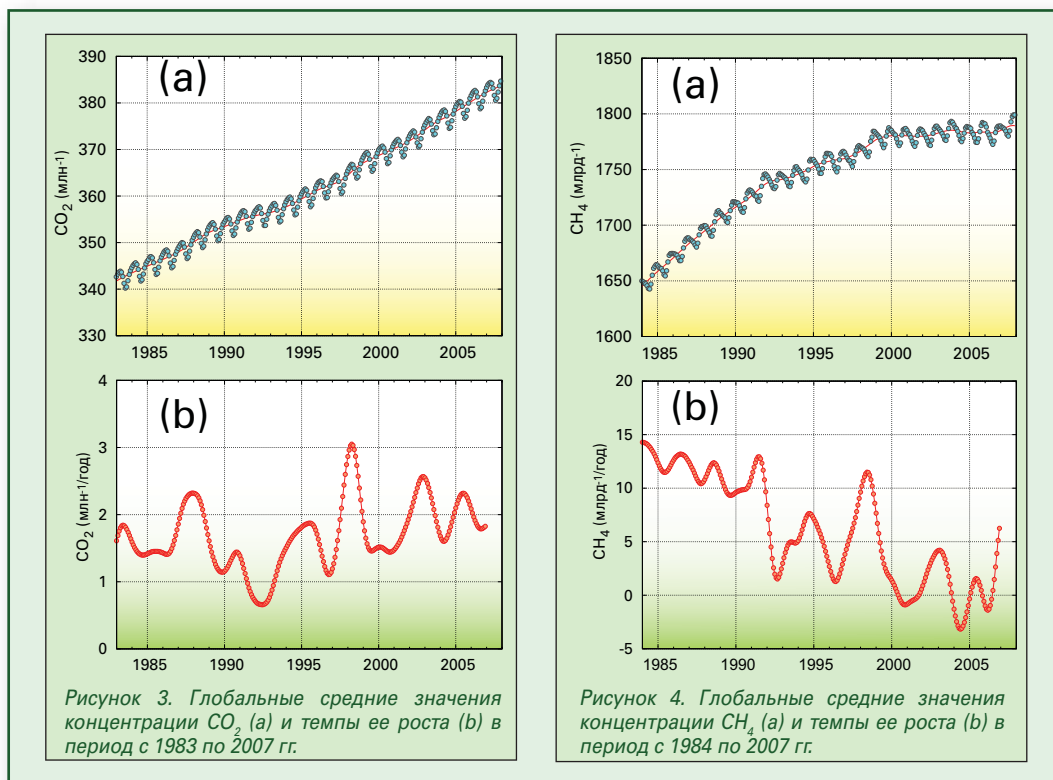 (a)
CO₂ (млн⁻¹)
390
380
370
360
350
340
330
1985 1990 1995 2000 2005
(b)
CO₂ (млн⁻¹/год)
4
3
2
1
0
1985 1990 1995 2000 2005
Рисунок 3. Глобальные средние значения
концентрации CO₂ (a) и темпы ее роста (b) в
период с 1983 по 2007 гг.
(a)
CH₄ (млрд⁻¹)
1850
1800
1750
1700
1650
1600
1985 1990 1995 2000 2005
(b)
CH₄ (млрд⁻¹/год)
20
15
10
5
0
-5
1985 1990 1995 2000 2005
Рисунок 4. Глобальные средние значения
концентрации CH₄ (a) и темпы ее роста (b) в
период с 1984 по 2007 гг.